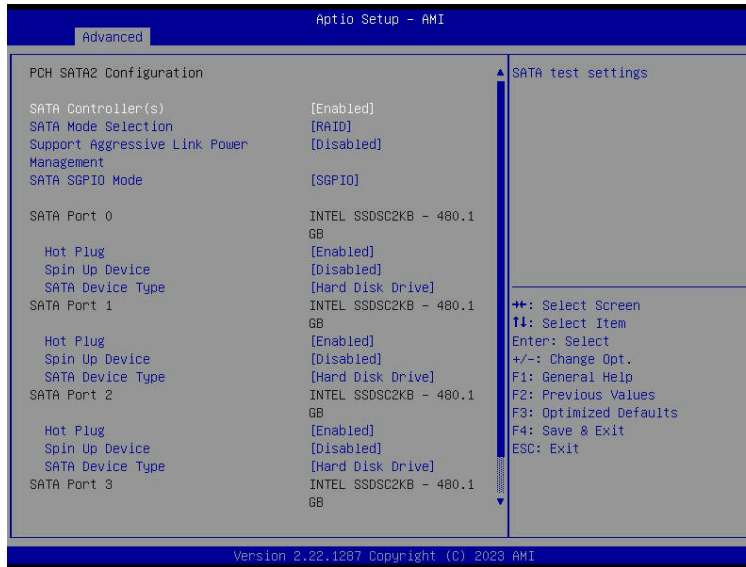 Aptio Setup - AMI
Advanced
PCH SATA2 Configuration
SATA Controller(s) [Enabled]
SATA Mode Selection [RAID]
Support Aggressive Link Power [Disabled]
Management
SATA SGPIO Mode [SGPIO]
SATA Port 0 INTEL SSDSC2KB - 480.1
GB
Hot Plug [Enabled]
Spin Up Device [Disabled]
SATA Device Type [Hard Disk Drive]
SATA Port 1 INTEL SSDSC2KB - 480.1
GB
Hot Plug [Enabled]
Spin Up Device [Disabled]
SATA Device Type [Hard Disk Drive]
SATA Port 2 INTEL SSDSC2KB - 480.1
GB
Hot Plug [Enabled]
Spin Up Device [Disabled]
SATA Device Type [Hard Disk Drive]
SATA Port 3 INTEL SSDSC2KB - 480.1
GB
SATA test settings
→←: Select Screen
↑↓: Select Item
Enter: Select
+/-: Change Opt.
F1: General Help
F2: Previous Values
F3: Optimized Defaults
F4: Save & Exit
ESC: Exit
Version 2.22.1287 Copyright (C) 2023 AMI